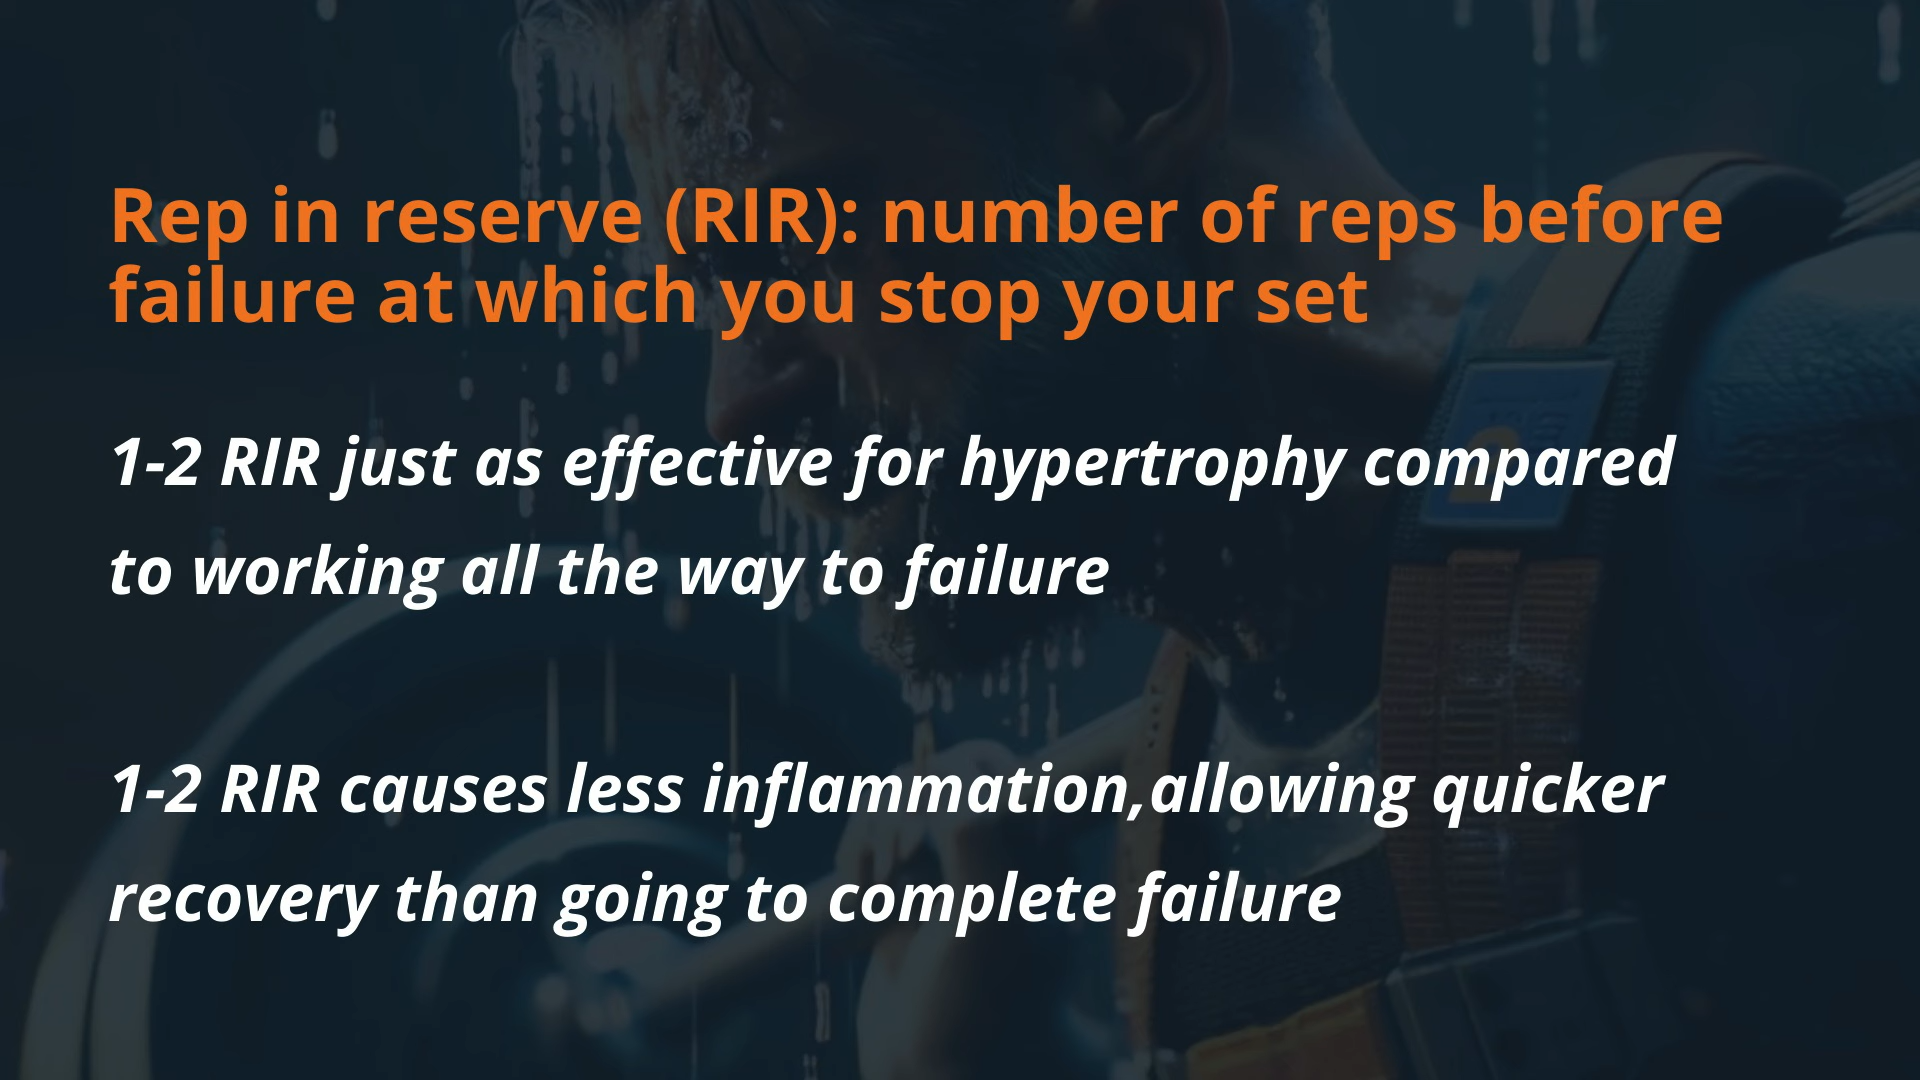 Rep in reserve (RIR): number of reps before
failure at which you stop your set
1-2 RIR just as effective for hypertrophy compared
to working all the way to failure
1-2 RIR causes less inflammation,allowing quicker
recovery than going to complete failure